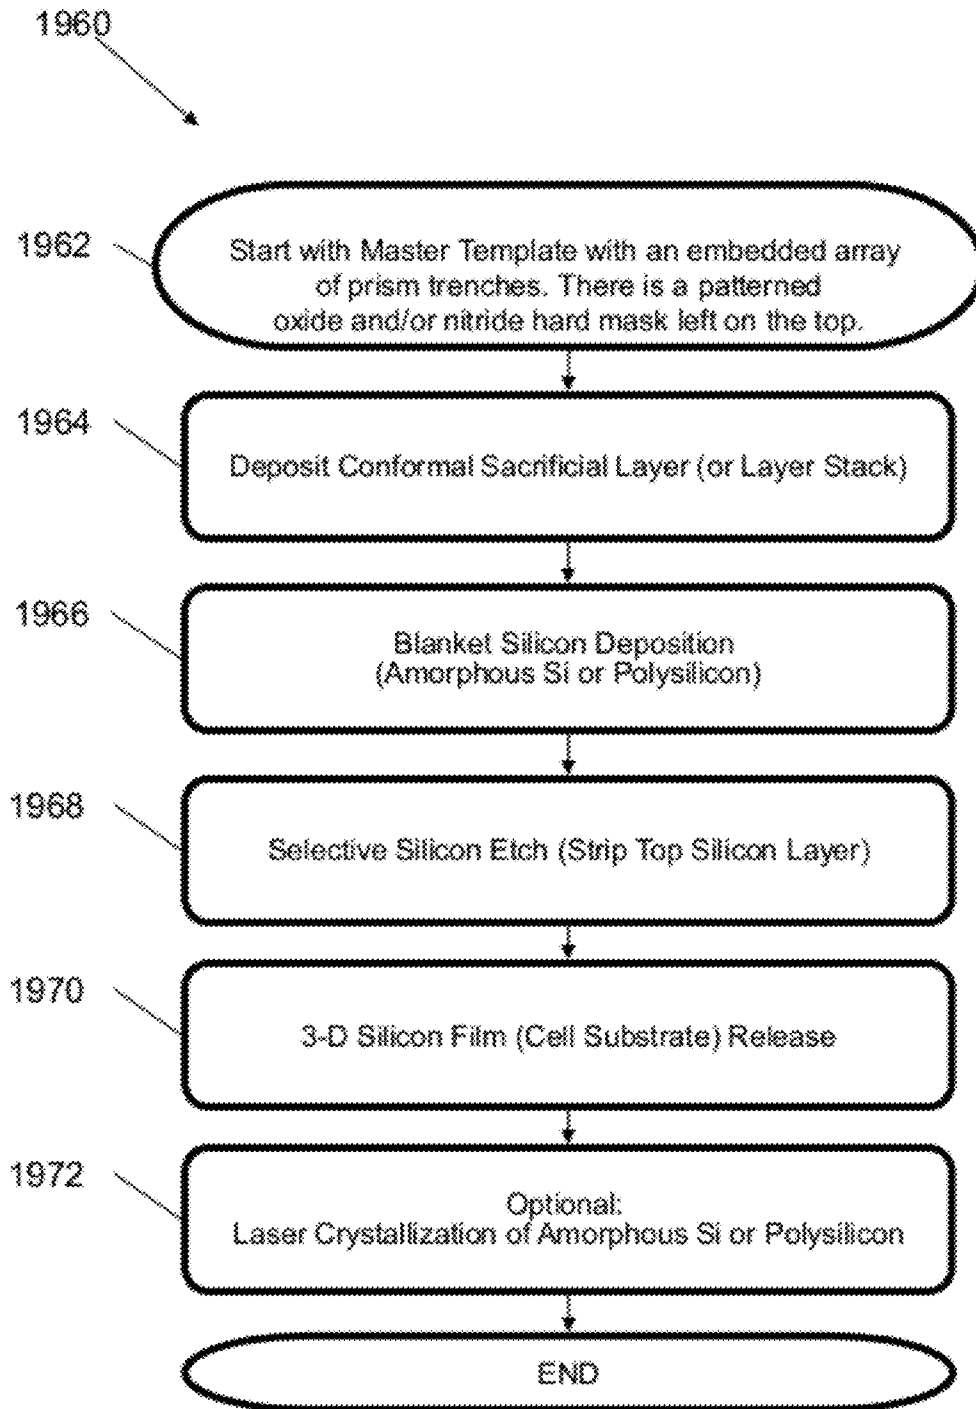 1960
1962
Start with Master Template with an embedded array
of prism trenches. There is a patterned
oxide and/or nitride hard mask left on the top.
1964
Deposit Conformal Sacrificial Layer (or Layer Stack)
1966
Blanket Silicon Deposition
(Amorphous Si or Polysilicon)
1968
Selective Silicon Etch (Strip Top Silicon Layer)
1970
3-D Silicon Film (Cell Substrate) Release
1972
Optional:
Laser Crystallization of Amorphous Si or Polysilicon
END